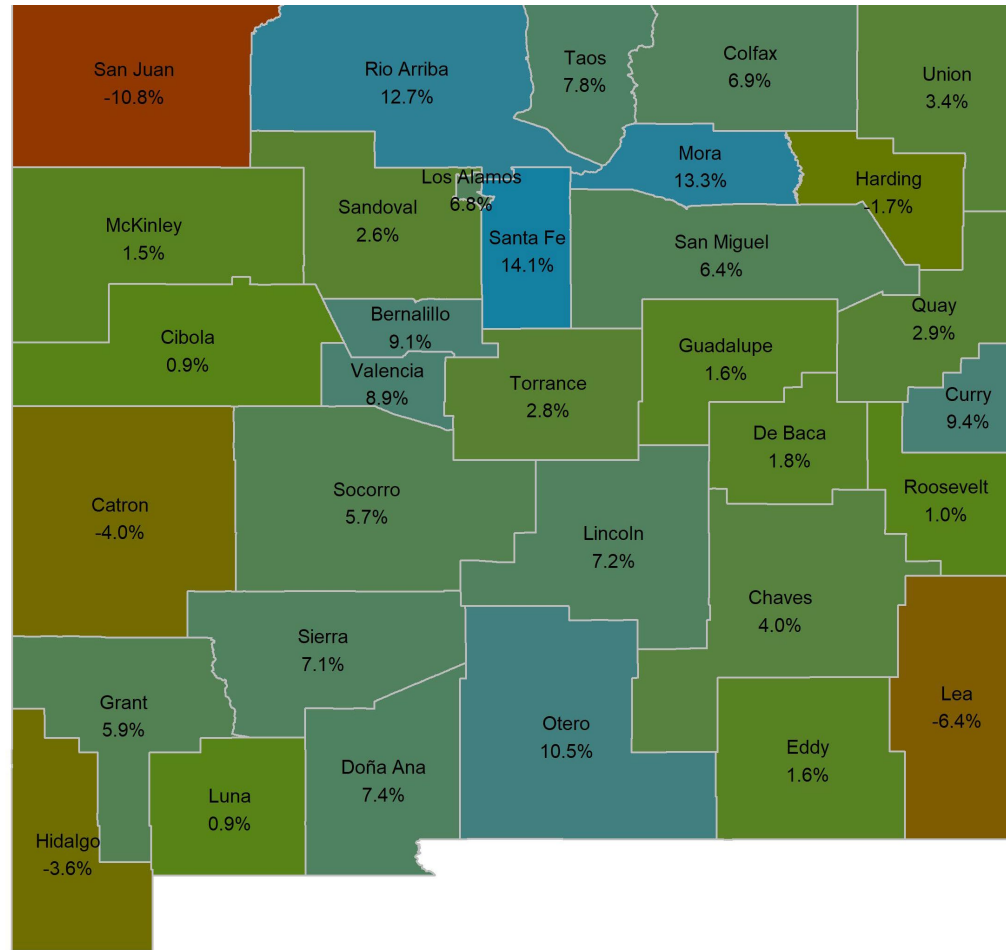 San Juan
-10.8%
Rio Arriba
12.7%
Taos
7.8%
Colfax
6.9%
Union
3.4%
Los Alamos
6.8%
Mora
13.3%
Harding
-1.7%
McKinley
1.5%
Sandoval
2.6%
Santa Fe
14.1%
San Miguel
6.4%
Cibola
0.9%
Bernalillo
9.1%
Valencia
8.9%
Torrance
2.8%
Guadalupe
1.6%
Quay
2.9%
Curry
9.4%
De Baca
1.8%
Roosevelt
1.0%
Catron
-4.0%
Socorro
5.7%
Lincoln
7.2%
Chaves
4.0%
Sierra
7.1%
Grant
5.9%
Otero
10.5%
Lea
-6.4%
Eddy
1.6%
Doña Ana
7.4%
Luna
0.9%
Hidalgo
-3.6%